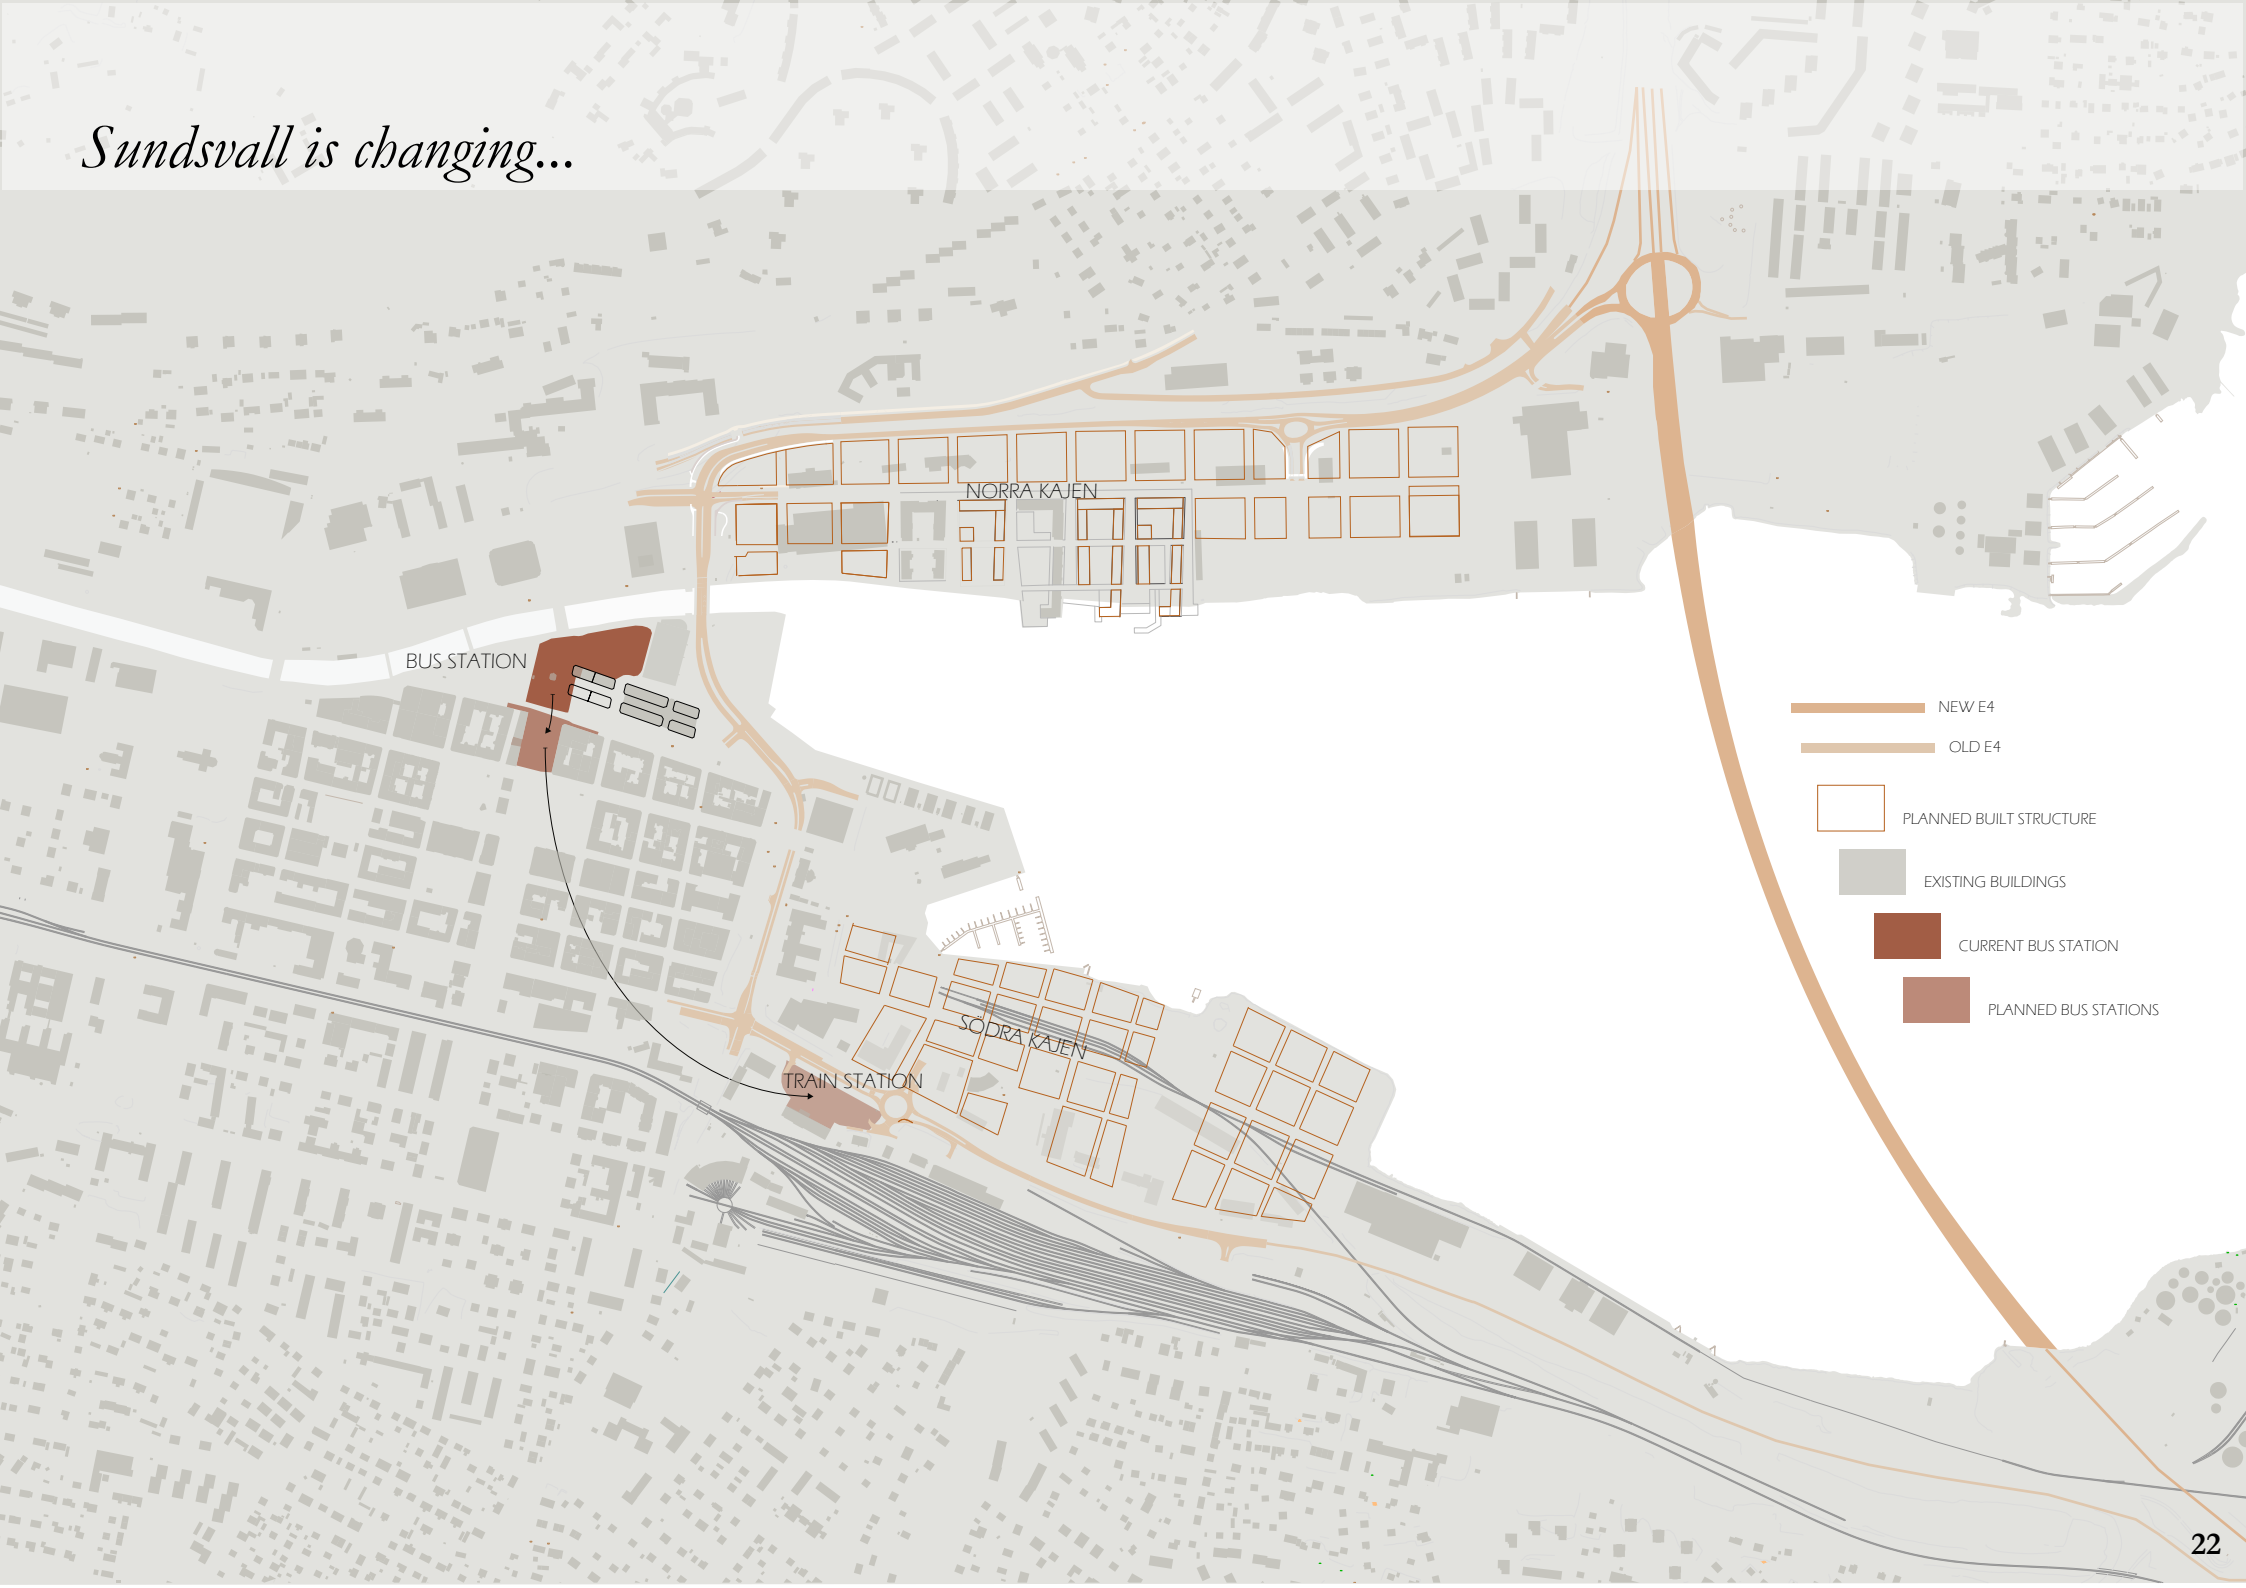 Sundsvall is changing...
NORRA KAJEN
BUS STATION
NEW E4
OLD E4
PLANNED BUILT STRUCTURE
EXISTING BUILDINGS
CURRENT BUS STATION
PLANNED BUS STATIONS
SÖDRA KAJEN
TRAIN STATION
22